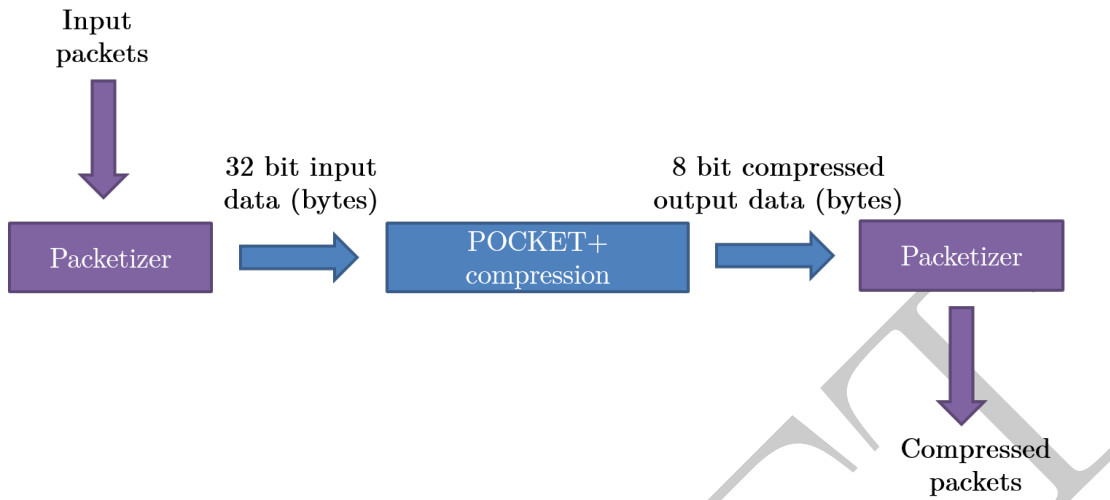 Input
packets
32 bit input
data (bytes)
8 bit compressed
output data (bytes)
Packetizer
POCKET+
compression
Packetizer
Compressed
packets